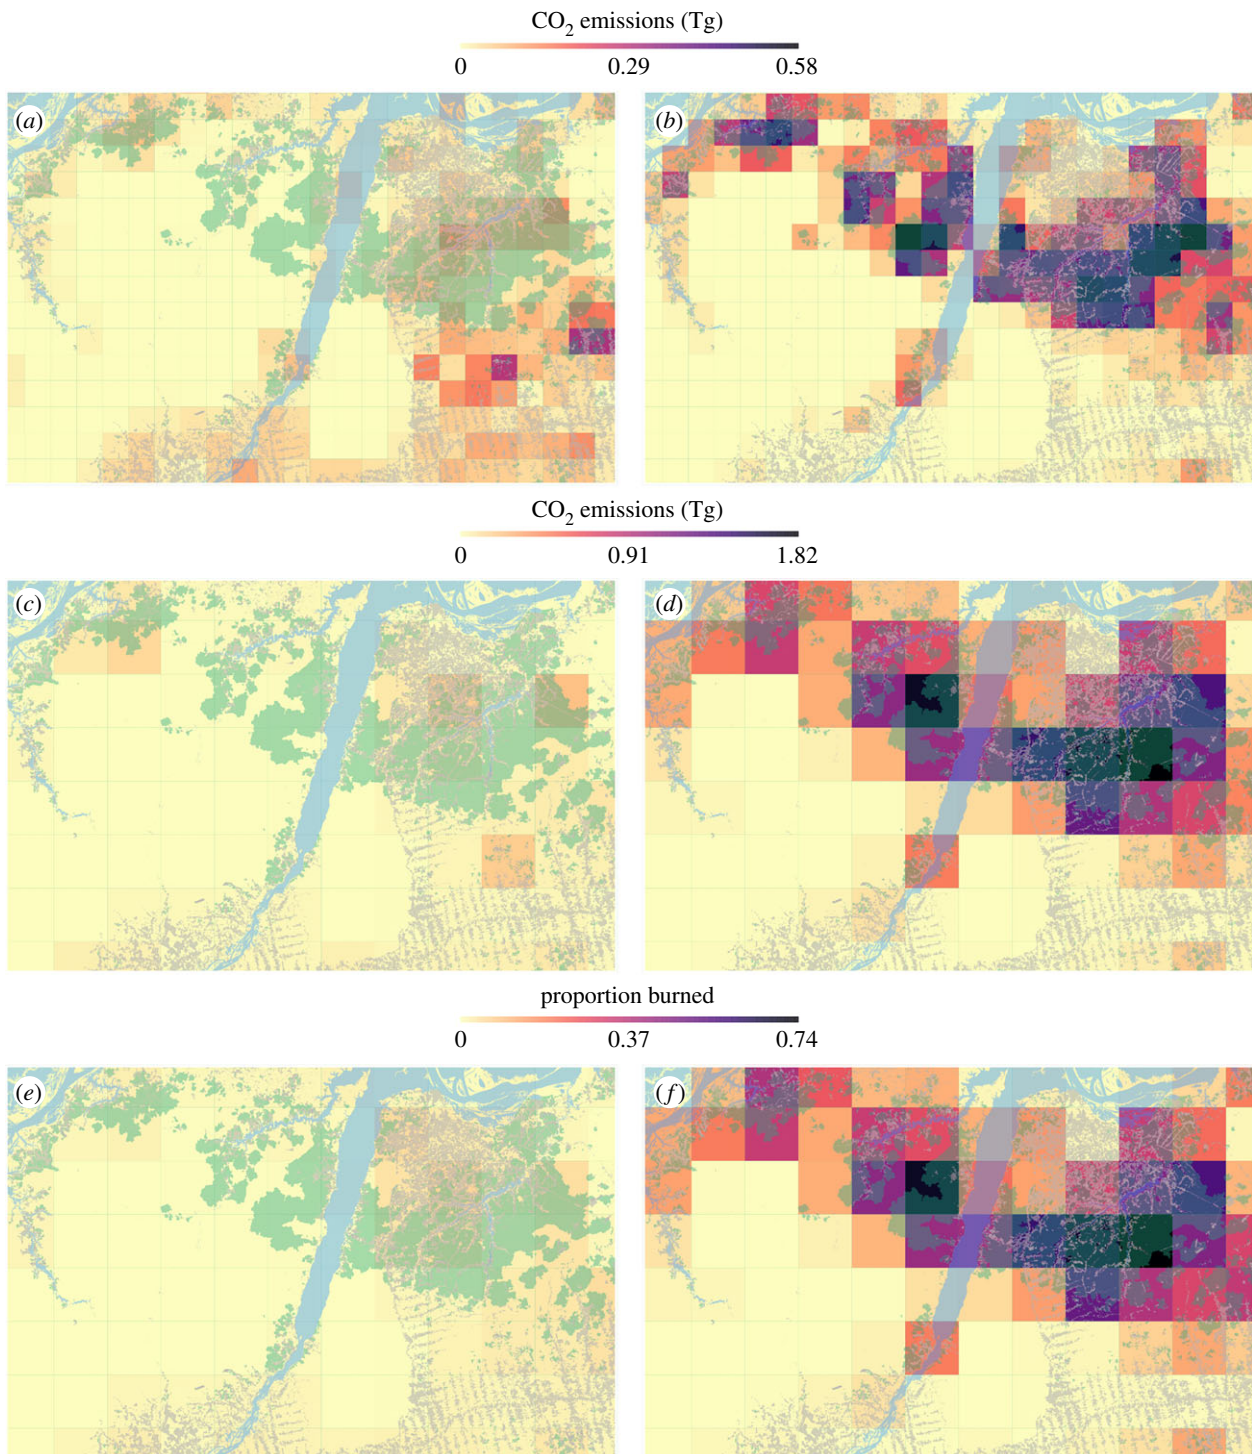 CO2 emissions (Tg)
0 0.29 0.58
(a) (b)
CO2 emissions (Tg)
0 0.91 1.82
(c) (d)
proportion burned
0 0.37 0.74
(e) (f)